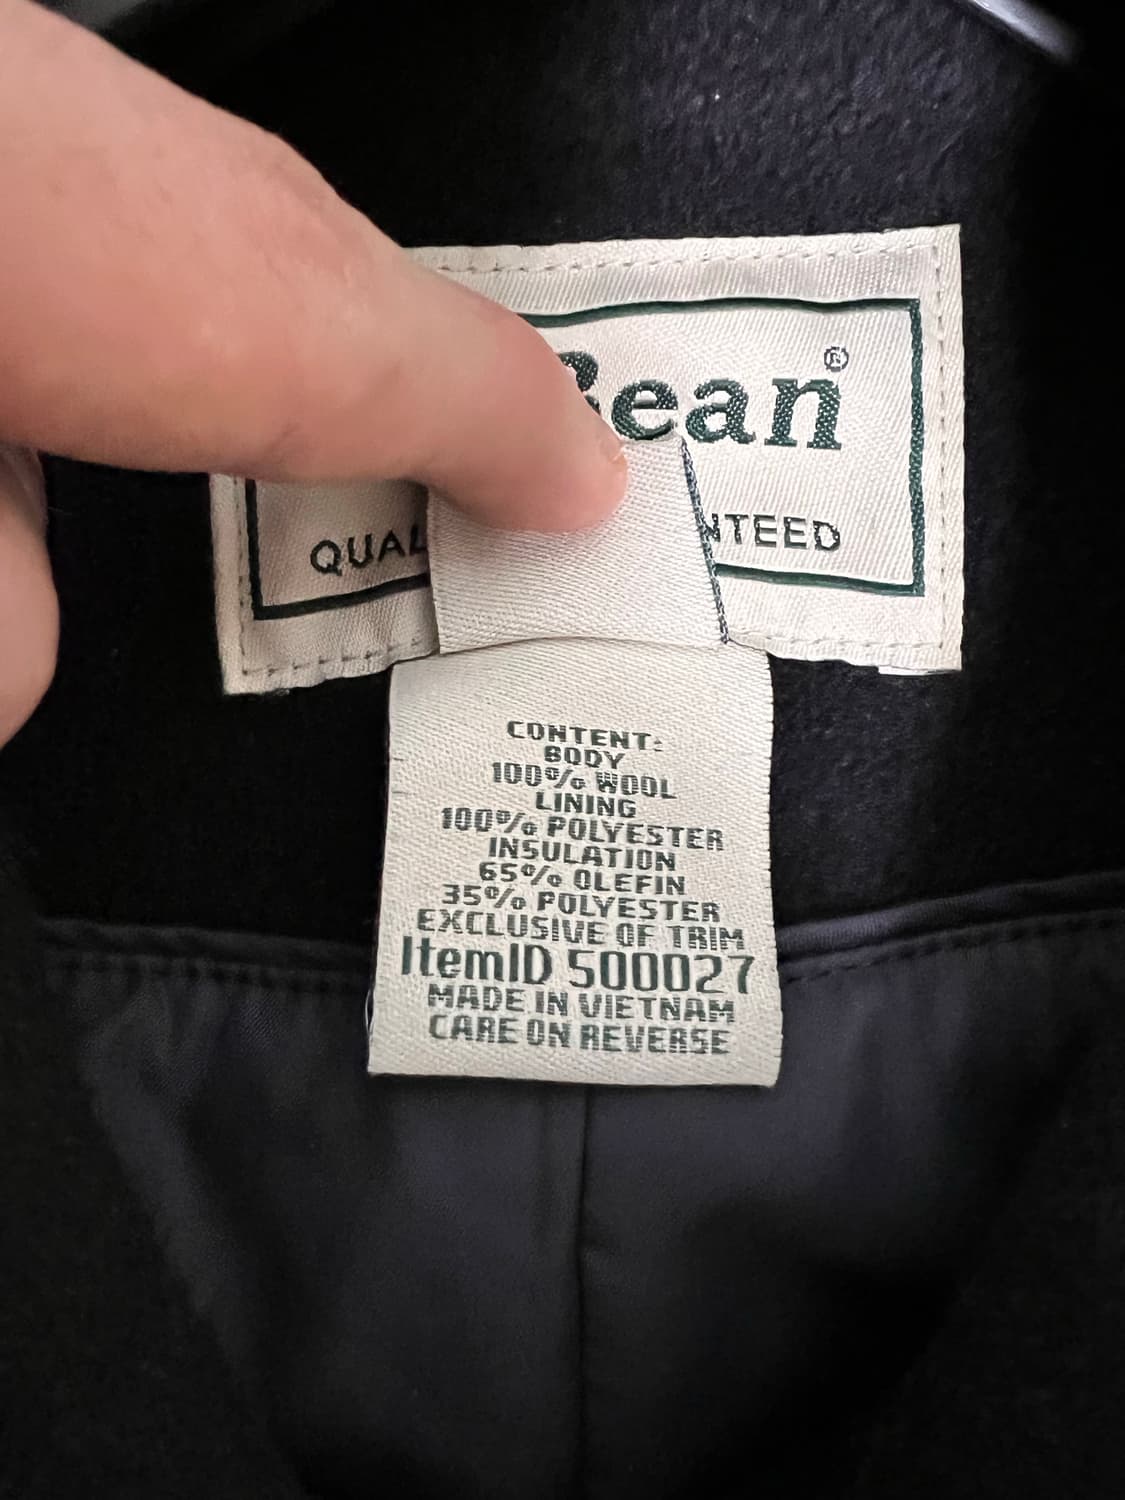 ean®
QUAL NTEED
CONTENT:
BODY
100% WOOL
LINING
100% POLYESTER
INSULATION
65% OLEFIN
35% POLYESTER
EXCLUSIVE OF TRIM
ItemID 500027
MADE IN VIETNAM
CARE ON REVERSE